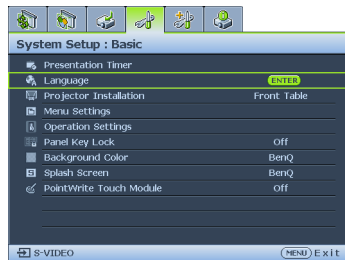 System Setup : Basic
Presentation Timer
Language ENTER
Projector Installation Front Table
Menu Settings
Operation Settings
Panel Key Lock Off
Background Color BenQ
Splash Screen BenQ
PointWrite Touch Module Off
S-VIDEO MENU Exit